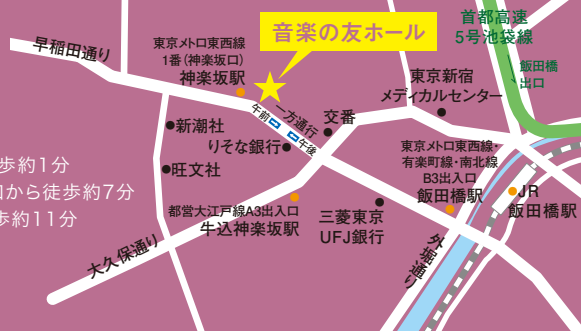 首都高速
5号池袋線
音楽の友ホール
早稲田通り
東京メトロ東西線
1番(神楽坂口)
神楽坂駅
飯田橋
出口
東京新宿
メディカルセンター
午前
一方通行
午後
交番
新潮社
りそな銀行
旺文社
東京メトロ東西線・
有楽町線・南北線
B3出入口
飯田橋駅
JR
飯田橋駅
歩約1分
口から徒歩約7分
歩約11分
都営大江戸線A3出入口
牛込神楽坂駅
三菱東京
UFJ銀行
大久保通り
外堀通り